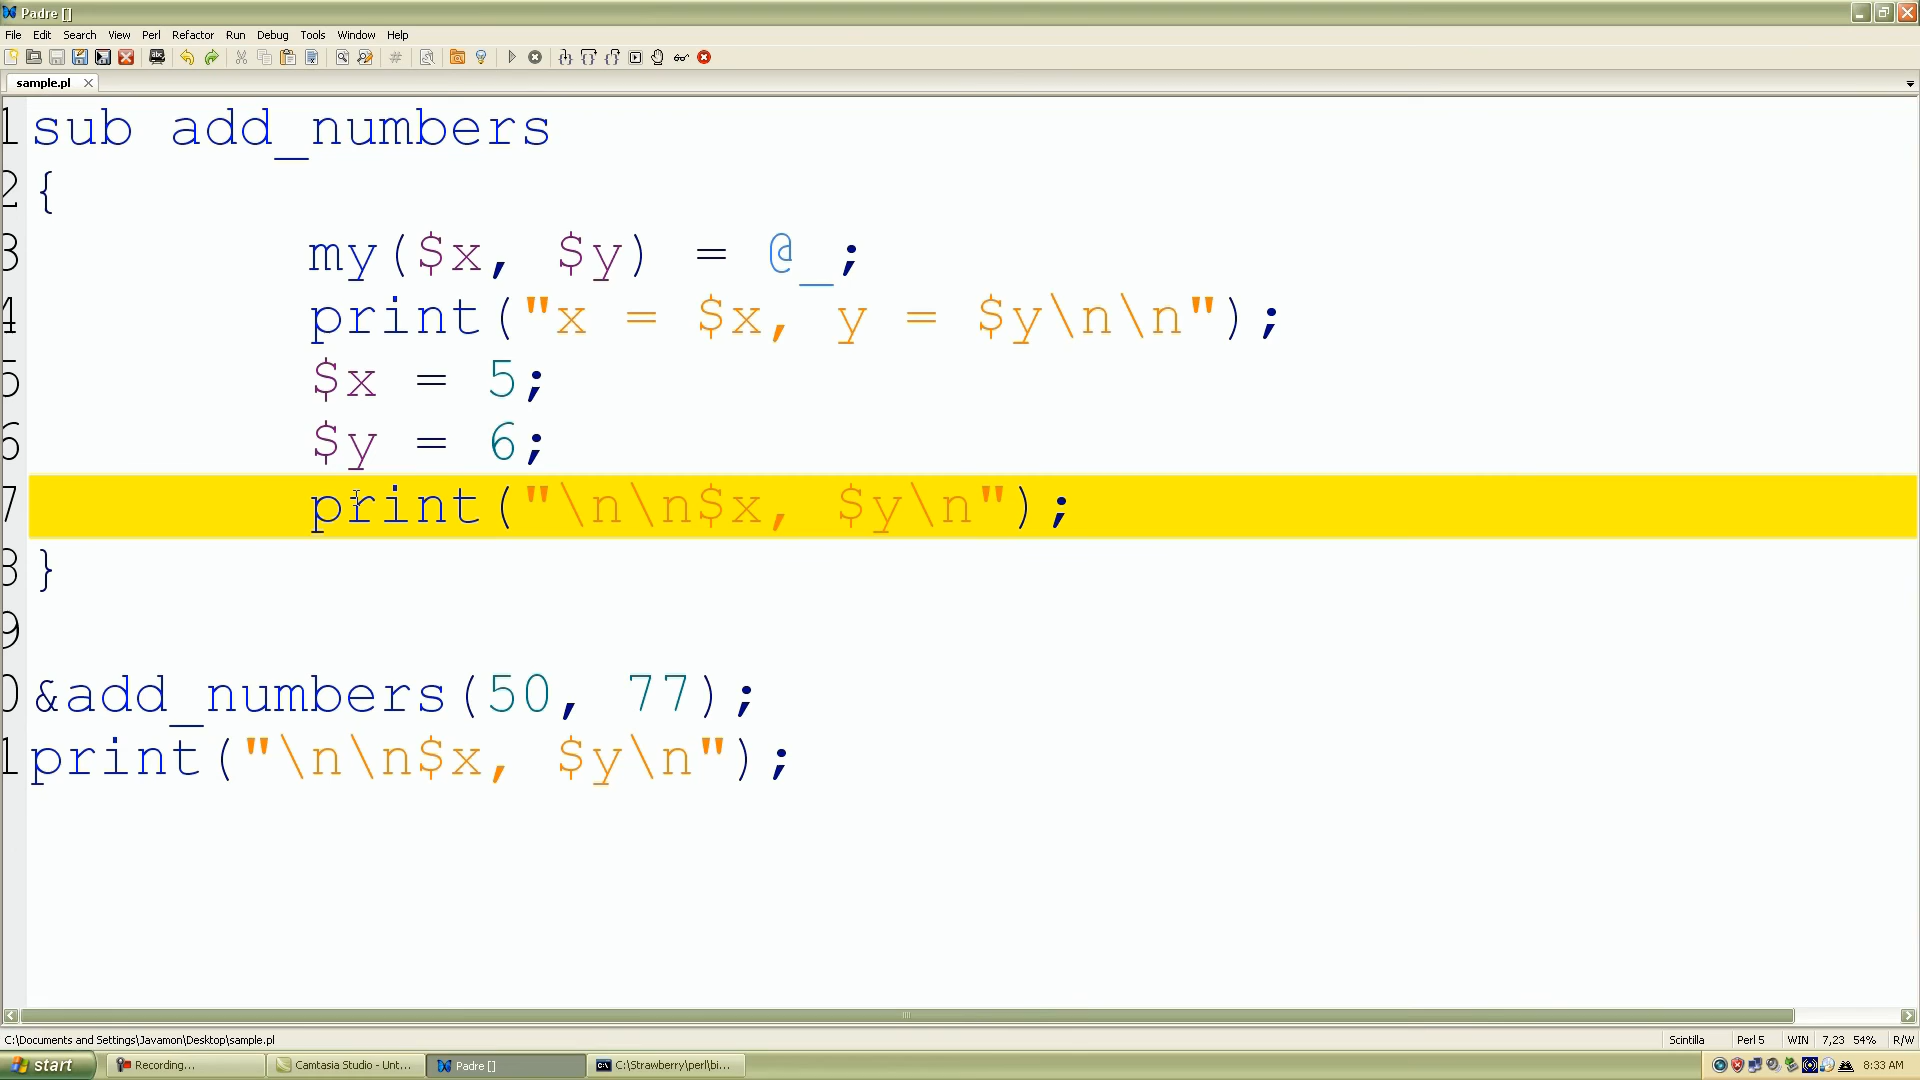 Padre []
File Edit Search View Perl Refactor Run Debug Tools Window Help
sample.pl
1 sub add_numbers
2 {
3 my($x, $y) = @_;
4 print("x = $x, y = $y\n\n");
5 $x = 5;
6 $y = 6;
7 print("\n\n$x, $y\n");
8 }
9
0 &add_numbers(50, 77);
1 print("\n\n$x, $y\n");
C:\Documents and Settings\Javamon\Desktop\sample.pl Scintilla Perl 5 WIN 7,23 54% R/W
start Recording... Camtasia Studio - Unt... Padre [] C:\Strawberry\perl\bi... 8:33 AM